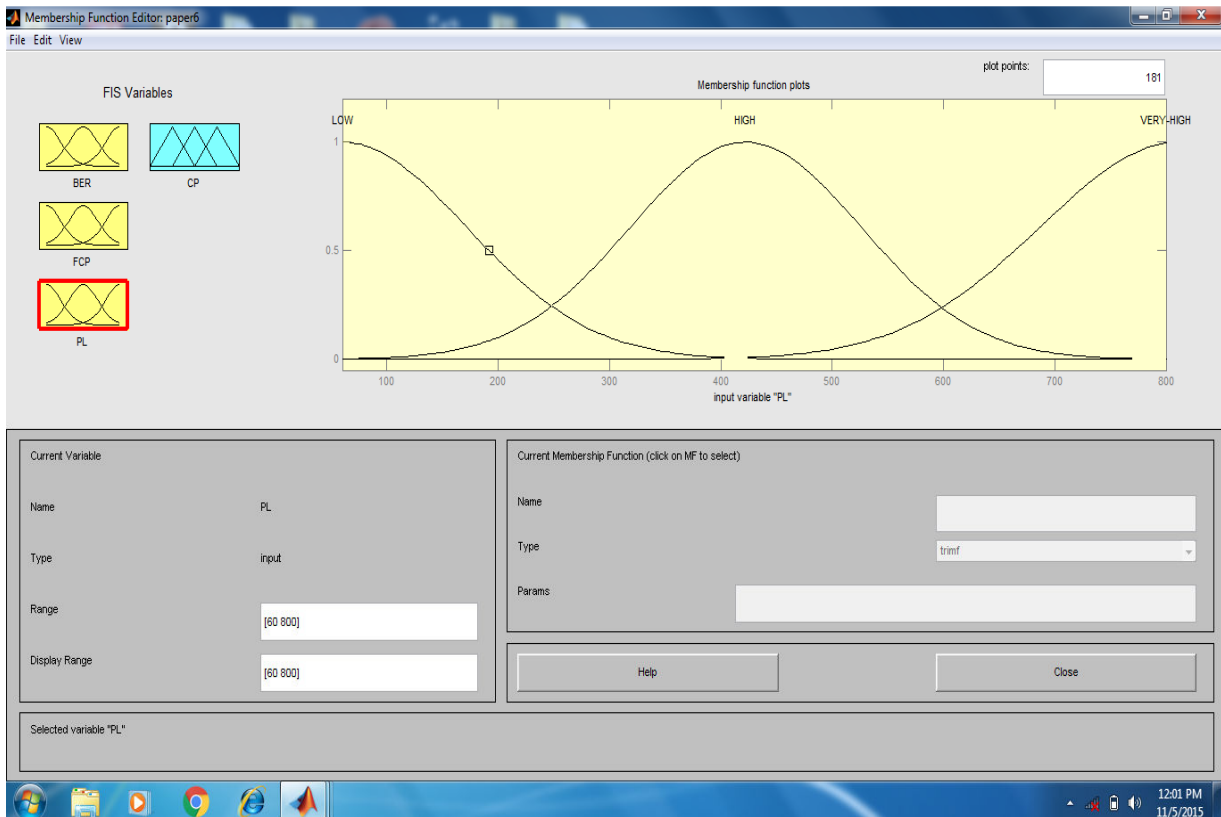 Membership Function Editor: paper6
File Edit View
FIS Variables
BER
CP
FCP
PL
plot points:
181
Membership function plots
LOW
HIGH
VERY-HIGH
1
0.5
0
100 200 300 400 500 600 700 800
input variable "PL"
Current Variable
Name PL
Type input
Range [60 800]
Display Range [60 800]
Current Membership Function (click on MF to select)
Name
Type trimf
Params
Help
Close
Selected variable "PL"
12:01 PM
11/5/2015